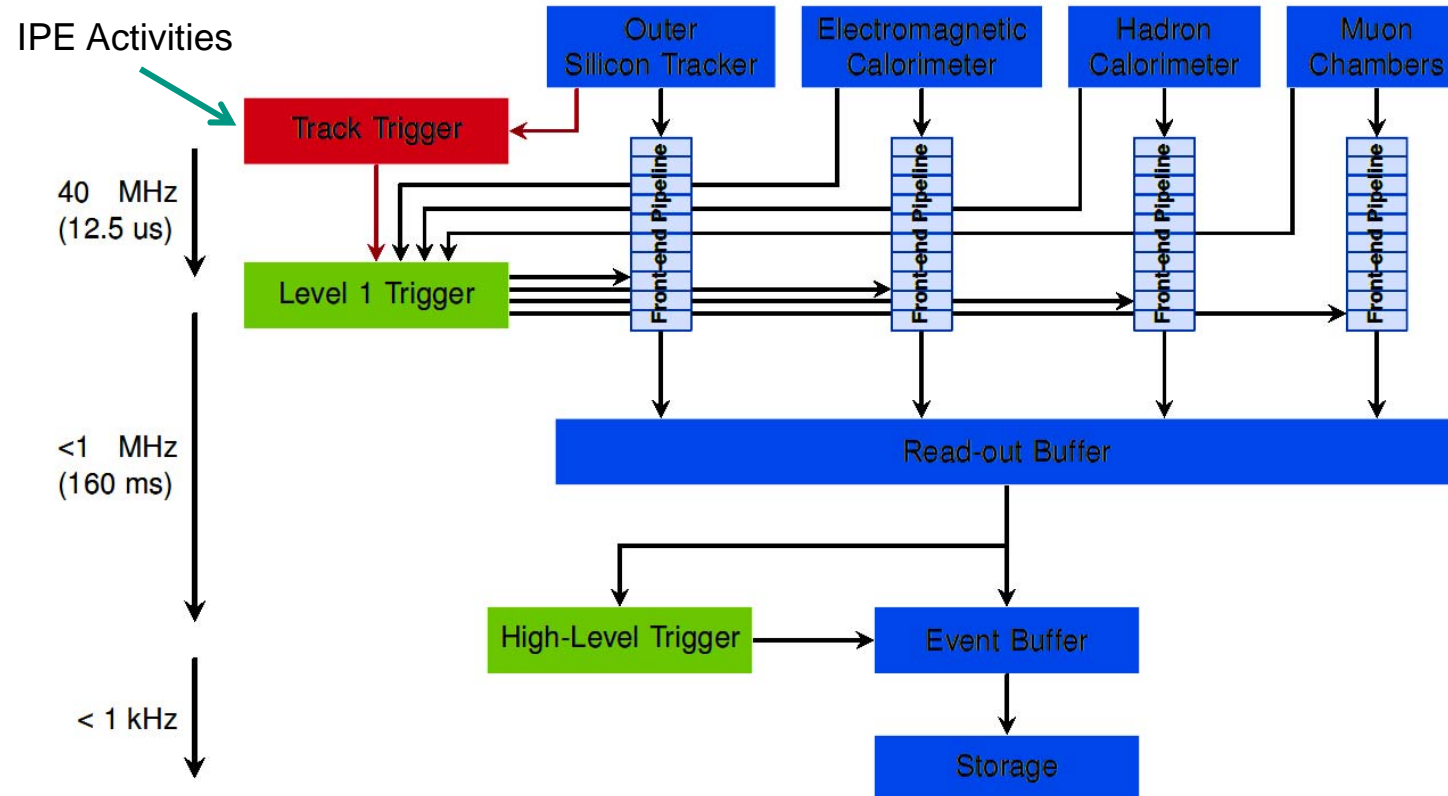 IPE Activities
Outer
Silicon Tracker
Electromagnetic
Calorimeter
Hadron
Calorimeter
Muon
Chambers
Track Trigger
40 MHz
(12.5 us)
Front-end Pipeline
Front-end Pipeline
Front-end Pipeline
Front-end Pipeline
Level 1 Trigger
<1 MHz
(160 ms)
Read-out Buffer
High-Level Trigger
Event Buffer
< 1 kHz
Storage